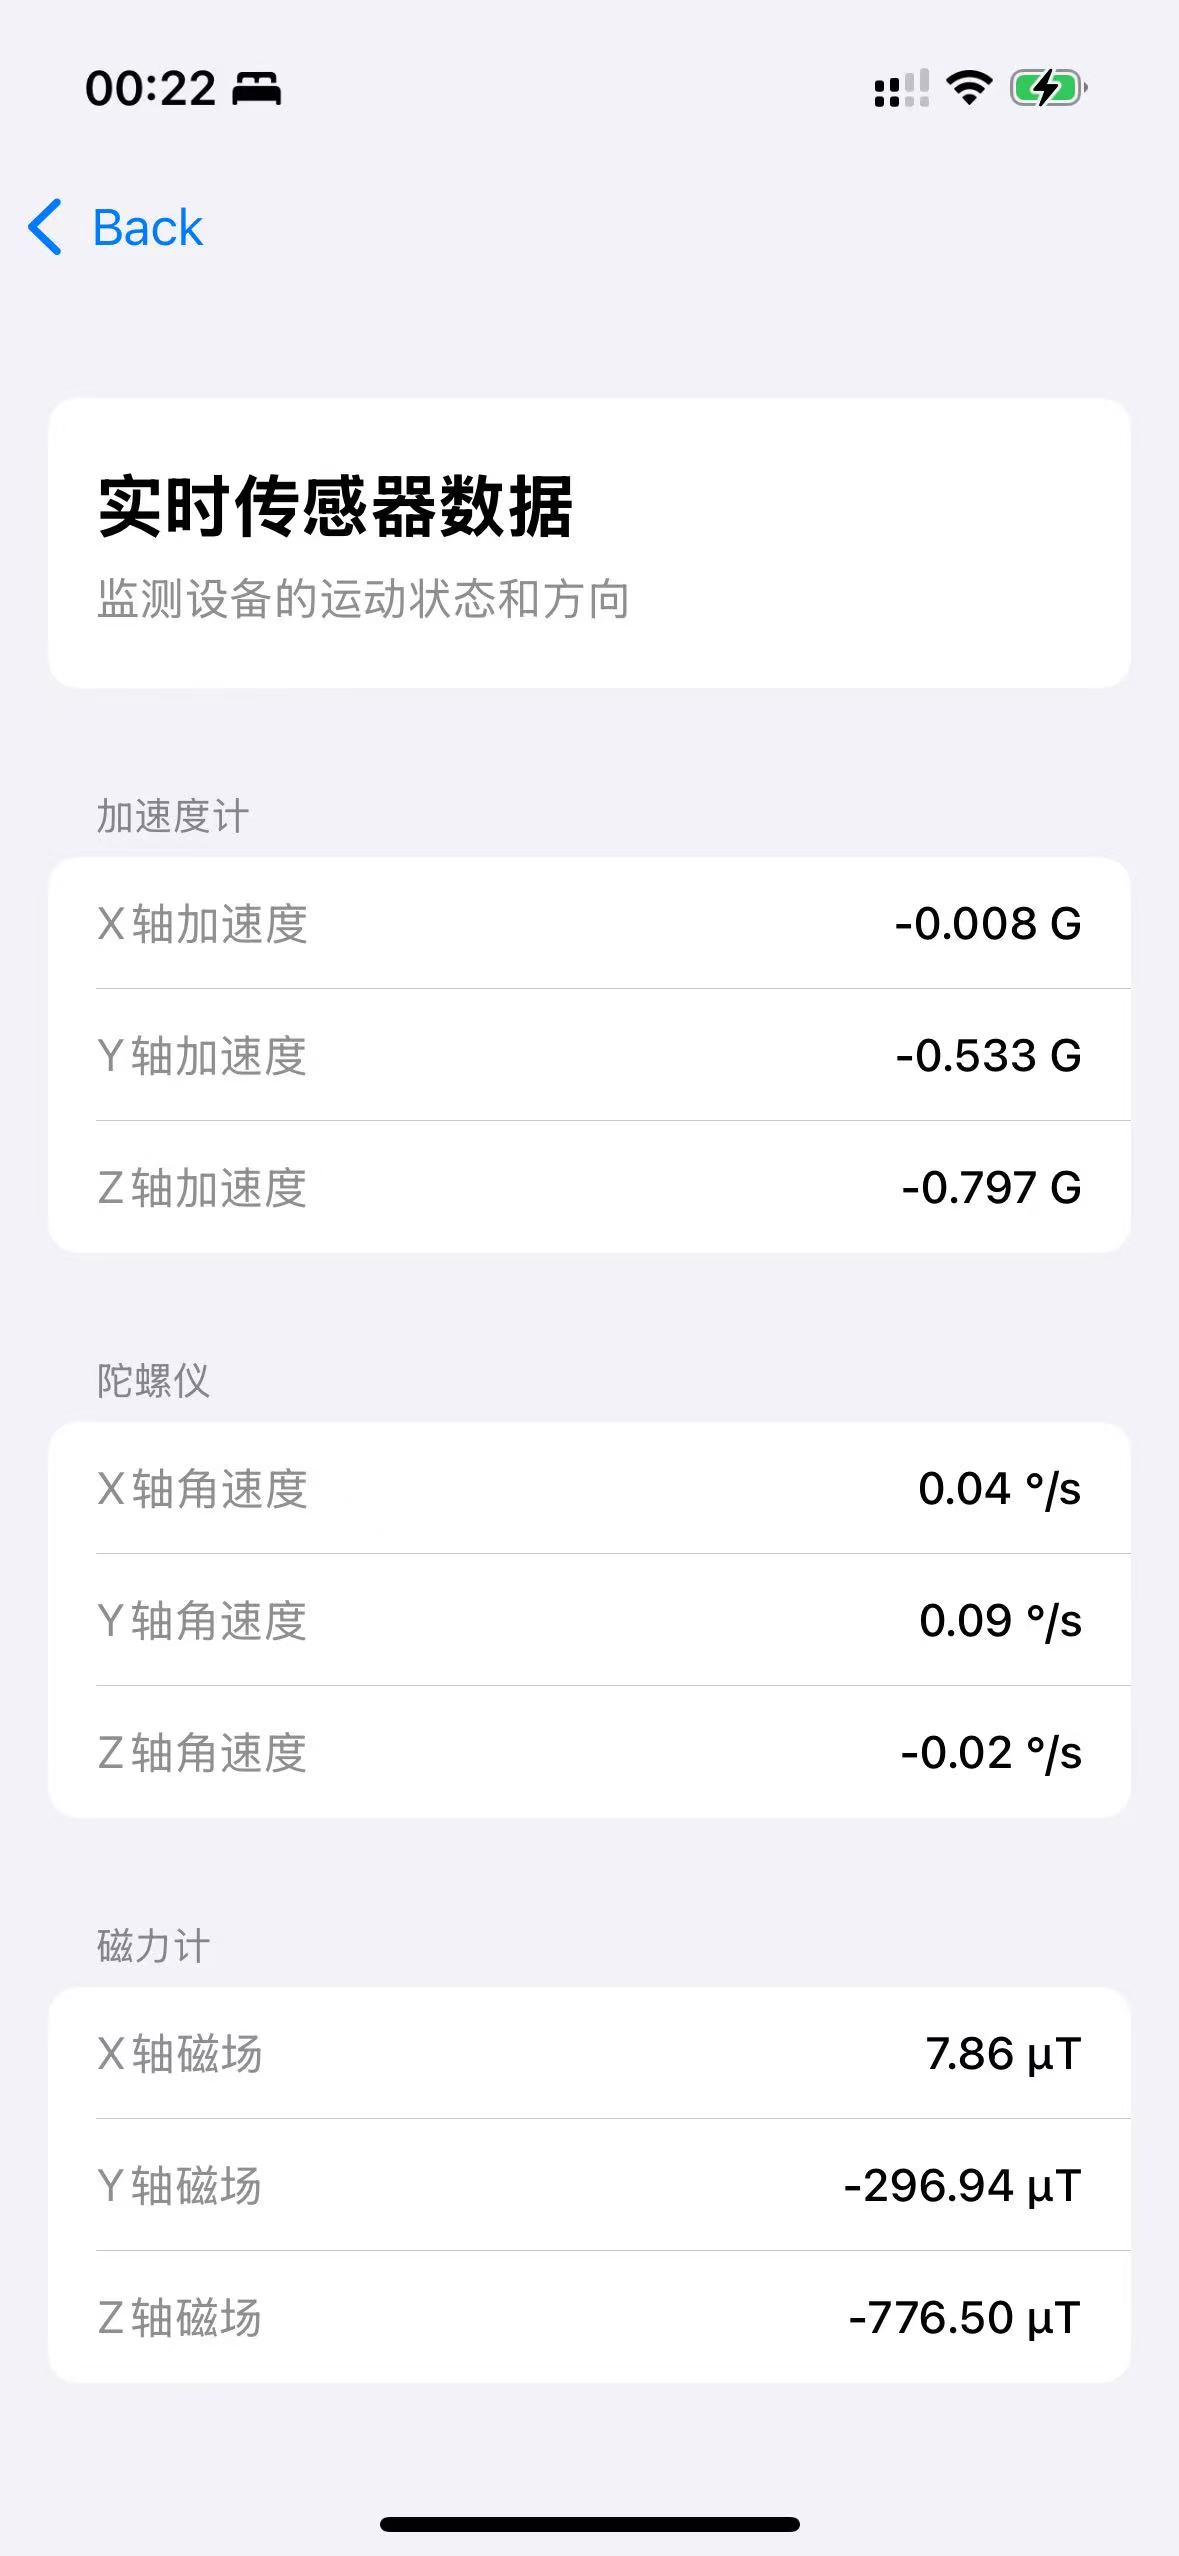 00:22
Back
实时传感器数据
监测设备的运动状态和方向
加速度计
X轴加速度 -0.008 G
Y轴加速度 -0.533 G
Z轴加速度 -0.797 G
陀螺仪
X轴角速度 0.04 °/s
Y轴角速度 0.09 °/s
Z轴角速度 -0.02 °/s
磁力计
X轴磁场 7.86 μT
Y轴磁场 -296.94 μT
Z轴磁场 -776.50 μT